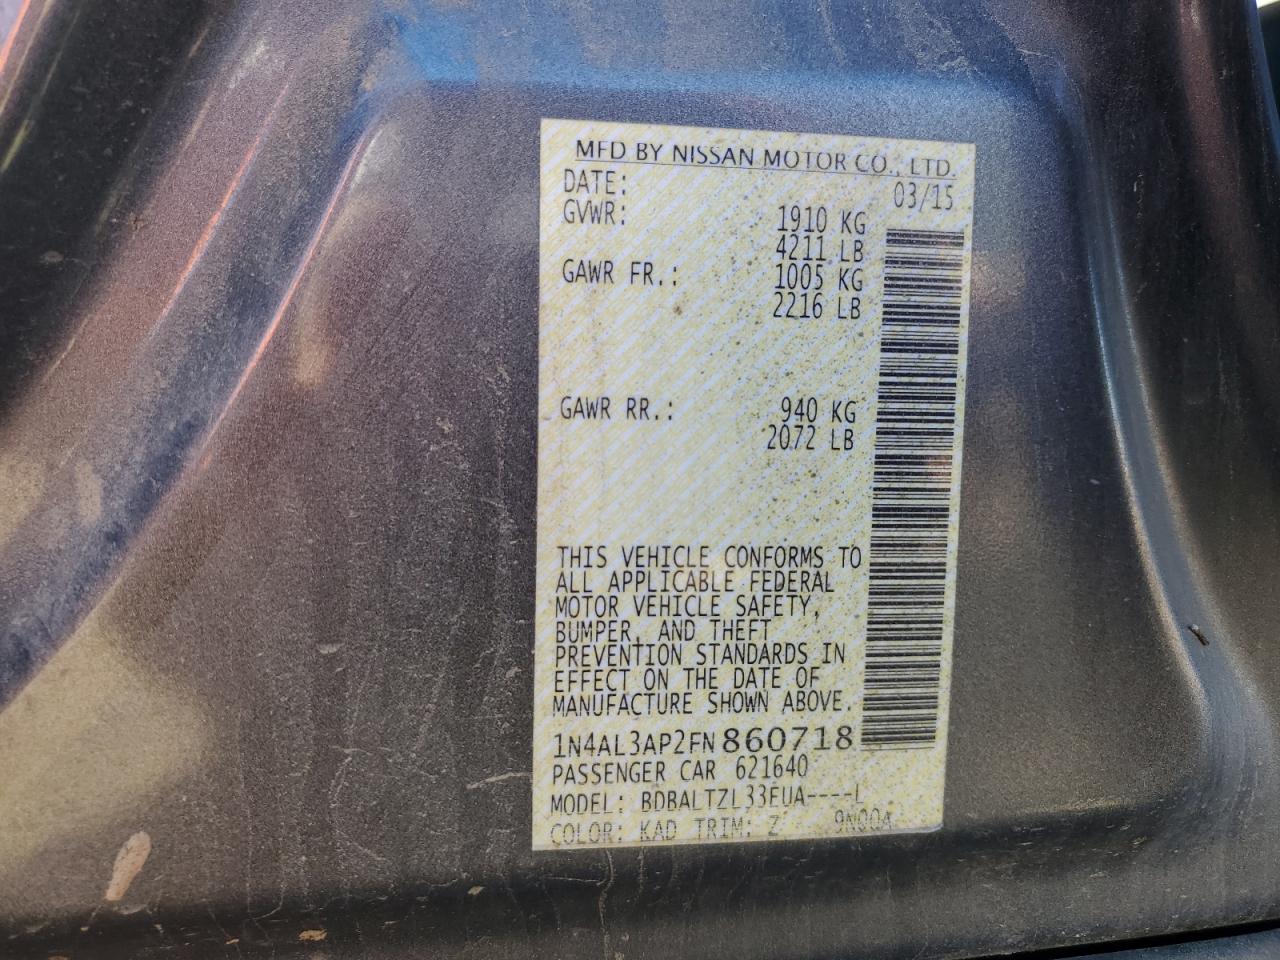 MFD BY NISSAN MOTOR CO., LTD.
DATE: 03/15
GVWR: 1910 KG
4211 LB
GAWR FR.: 1005 KG
2216 LB
GAWR RR.: 940 KG
2072 LB
THIS VEHICLE CONFORMS TO
ALL APPLICABLE FEDERAL
MOTOR VEHICLE SAFETY,
BUMPER, AND THEFT
PREVENTION STANDARDS IN
EFFECT ON THE DATE OF
MANUFACTURE SHOWN ABOVE.
1N4AL3AP2FN860718
PASSENGER CAR 621640
MODEL: BDBALTZL33EUA----L
COLOR: KAD TRIM: Z